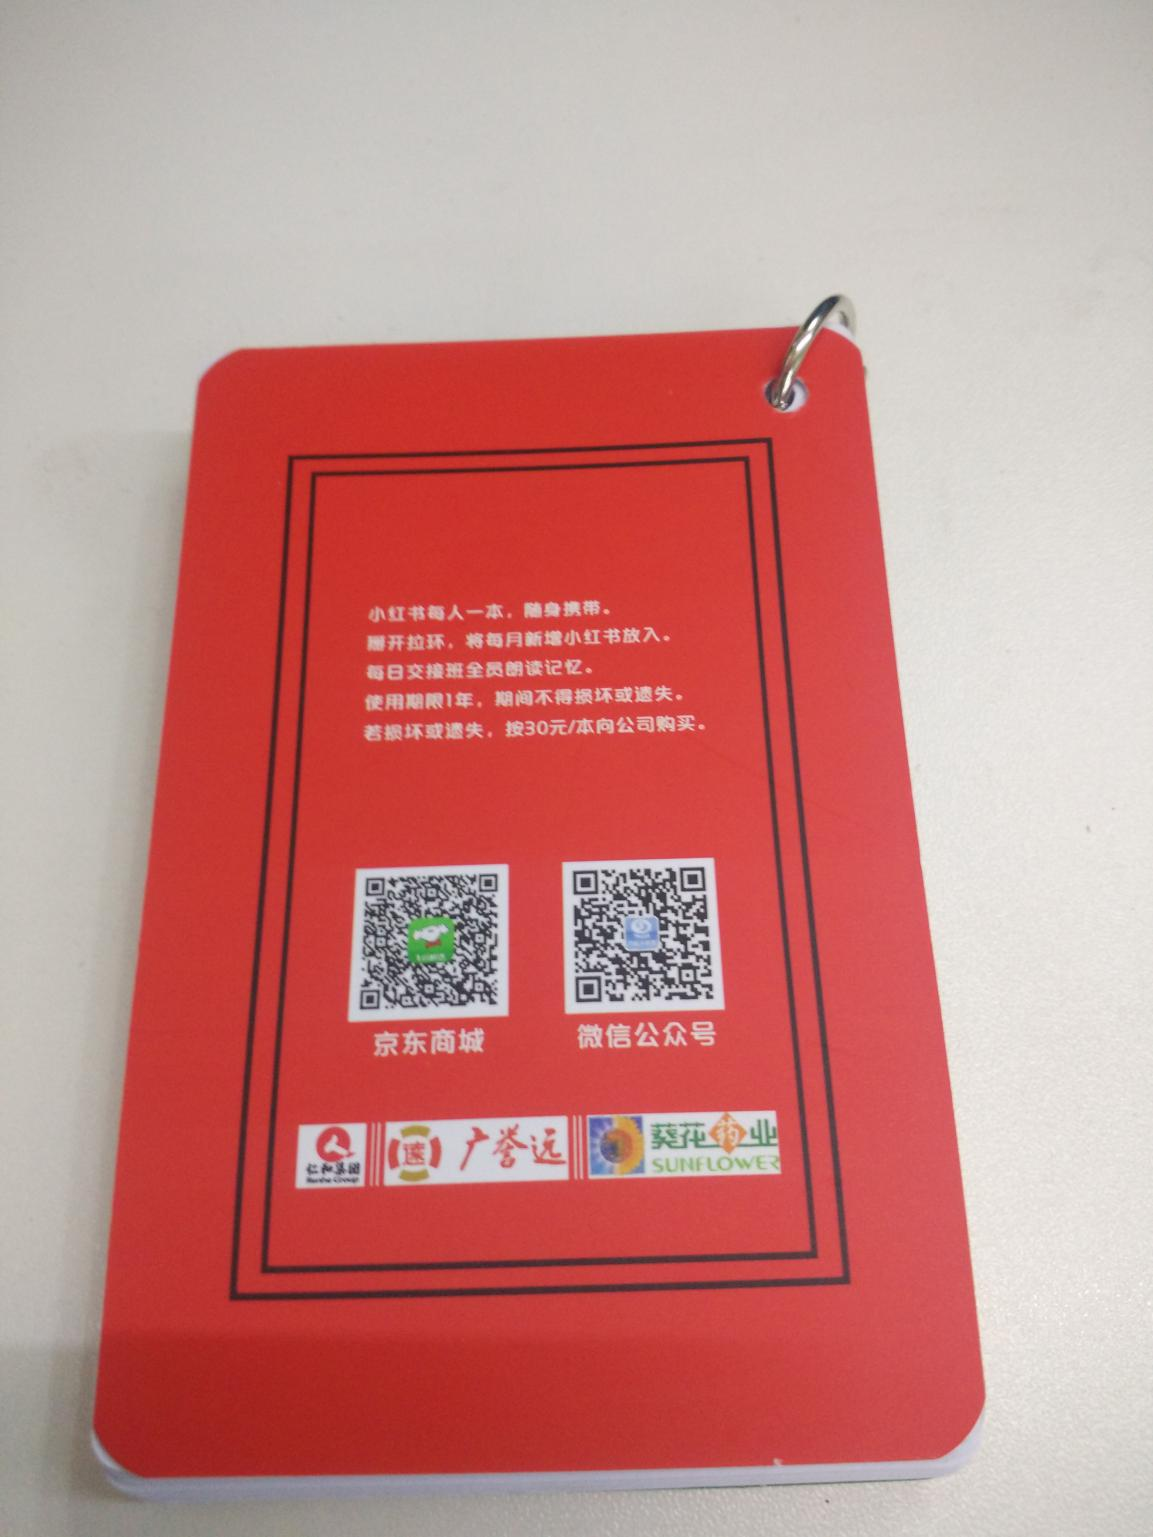 小红书每人一本，随身携带。
掰开拉环，将每月新增小红书放入。
每日交接班全员朗读记忆。
使用期限1年，期间不得损坏或遗失。
若损坏或遗失，按30元/本向公司购买。
京东商城
微信公众号
仁和集团
Renhe Group
远
广誉远
葵花药业
SUNFLOWER